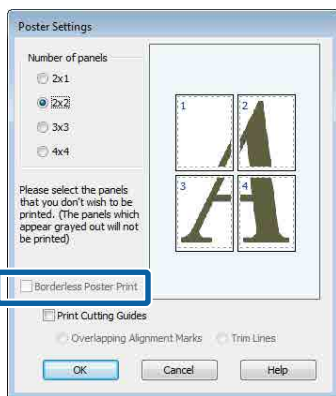 Poster Settings
Number of panels
2x1
2x2
3x3
4x4
Please select the panels
that you don't wish to be
printed. (The panels which
appear grayed out will not
be printed)
1
2
3
4
A
Borderless Poster Print
Print Cutting Guides
Overlapping Alignment Marks
Trim Lines
OK
Cancel
Help